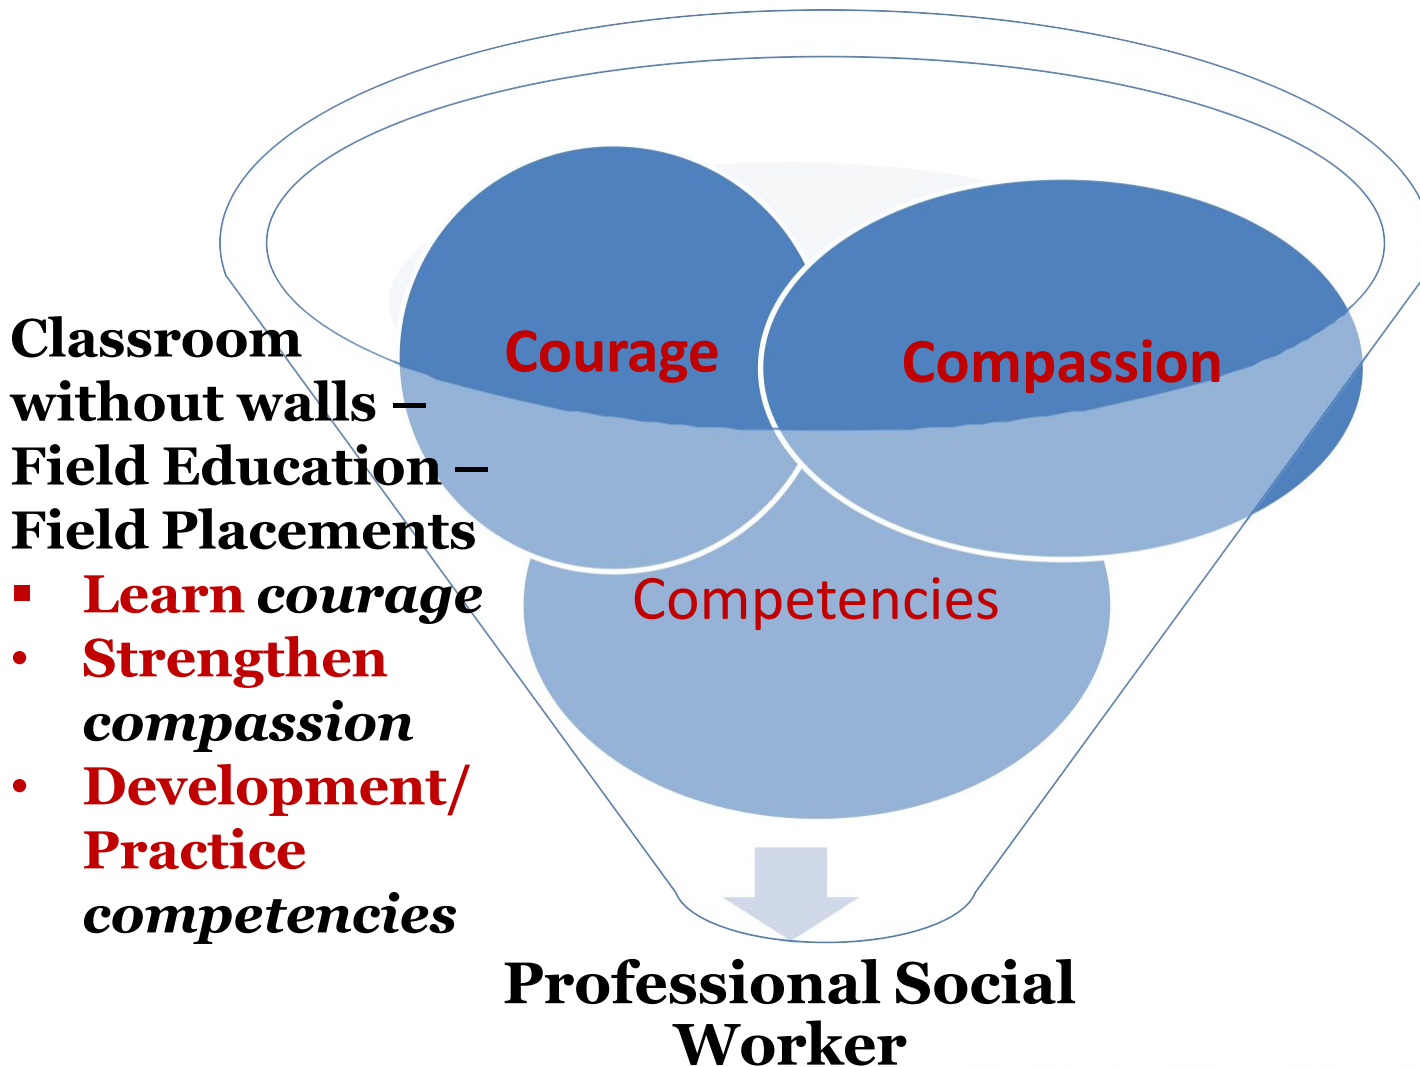 Classroom
without walls –
Field Education –
Field Placements
▪ Learn courage
• Strengthen
compassion
• Development/
Practice
competencies
Courage
Compassion
Competencies
Professional Social
Worker